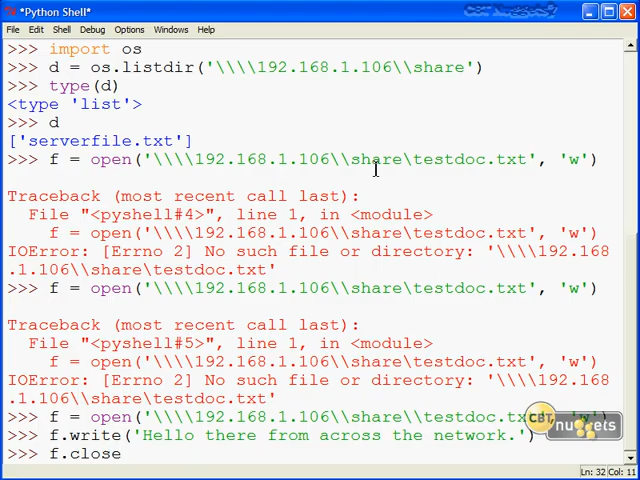 *Python Shell*
CBT Nuggets
File Edit Shell Debug Options Windows Help
>>> import os
>>> d = os.listdir('\\\\192.168.1.106\\share')
>>> type(d)
<type 'list'>
>>> d
['serverfile.txt']
>>> f = open('\\\\192.168.1.106\\share\testdoc.txt', 'w')
Traceback (most recent call last):
File "<pyshell#4>", line 1, in <module>
f = open('\\\\192.168.1.106\\share\testdoc.txt', 'w')
IOError: [Errno 2] No such file or directory: '\\\\192.168
.1.106\\share\testdoc.txt'
>>> f = open('\\\\192.168.1.106\\share\testdoc.txt', 'w')
Traceback (most recent call last):
File "<pyshell#5>", line 1, in <module>
f = open('\\\\192.168.1.106\\share\testdoc.txt', 'w')
IOError: [Errno 2] No such file or directory: '\\\\192.168
.1.106\\share\testdoc.txt'
>>> f = open('\\\\192.168.1.106\\share\\testdoc.txt', 'w')
>>> f.write('Hello there from across the network.')
>>> f.close
CBT nuggets
Ln: 32 Col: 11